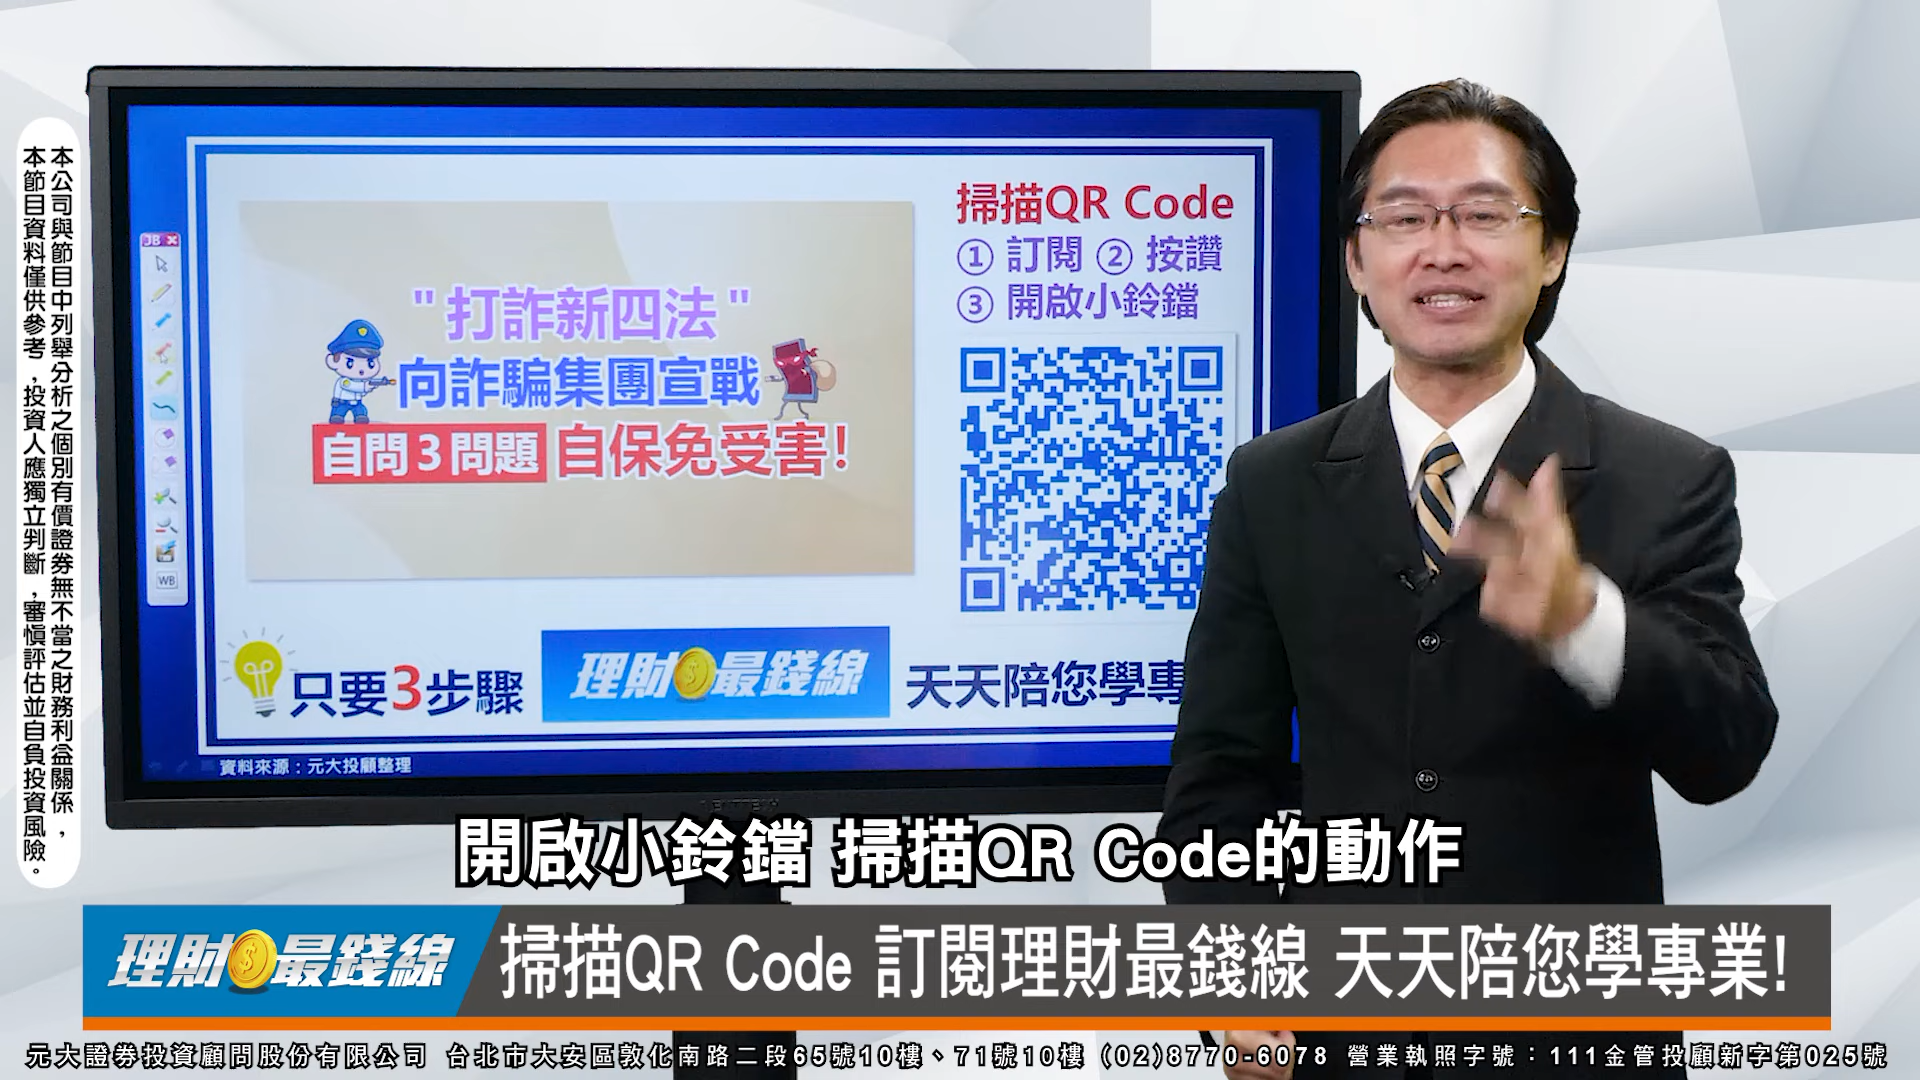 本公司與節目中列舉分析之個別有價證券無不當之財務利益關係，
本節目資料僅供參考，投資人應獨立判斷，審慎評估並自負投資風險。
JB
WB
"打詐新四法"
向詐騙集團宣戰
自問3問題 自保免受害!
掃描QR Code
① 訂閱 ② 按讚
③ 開啟小鈴鐺
只要3步驟 理財最錢線 天天陪您學專
資料來源：元大投顧整理
開啟小鈴鐺 掃描QR Code的動作
理財最錢線 掃描QR Code 訂閱理財最錢線 天天陪您學專業!
元大證券投資顧問股份有限公司 台北市大安區敦化南路二段65號10樓、71號10樓 (02)8770-6078 營業執照字號：111金管投顧新字第025號